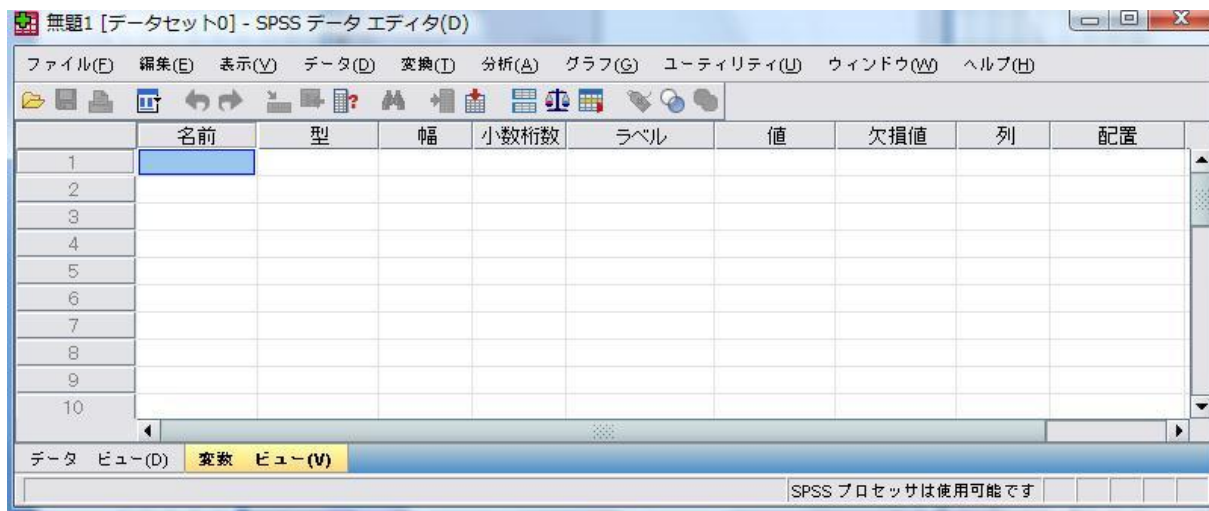 無題1 [データセット0] - SPSS データ エディタ(D)
ファイル(F) 編集(E) 表示(V) データ(D) 変換(T) 分析(A) グラフ(G) ユーティリティ(U) ウィンドウ(W) ヘルプ(H)
名前 型 幅 小数桁数 ラベル 値 欠損値 列 配置
1
2
3
4
5
6
7
8
9
10
データ ビュー(D) 変数 ビュー(V)
SPSS プロセッサは使用可能です